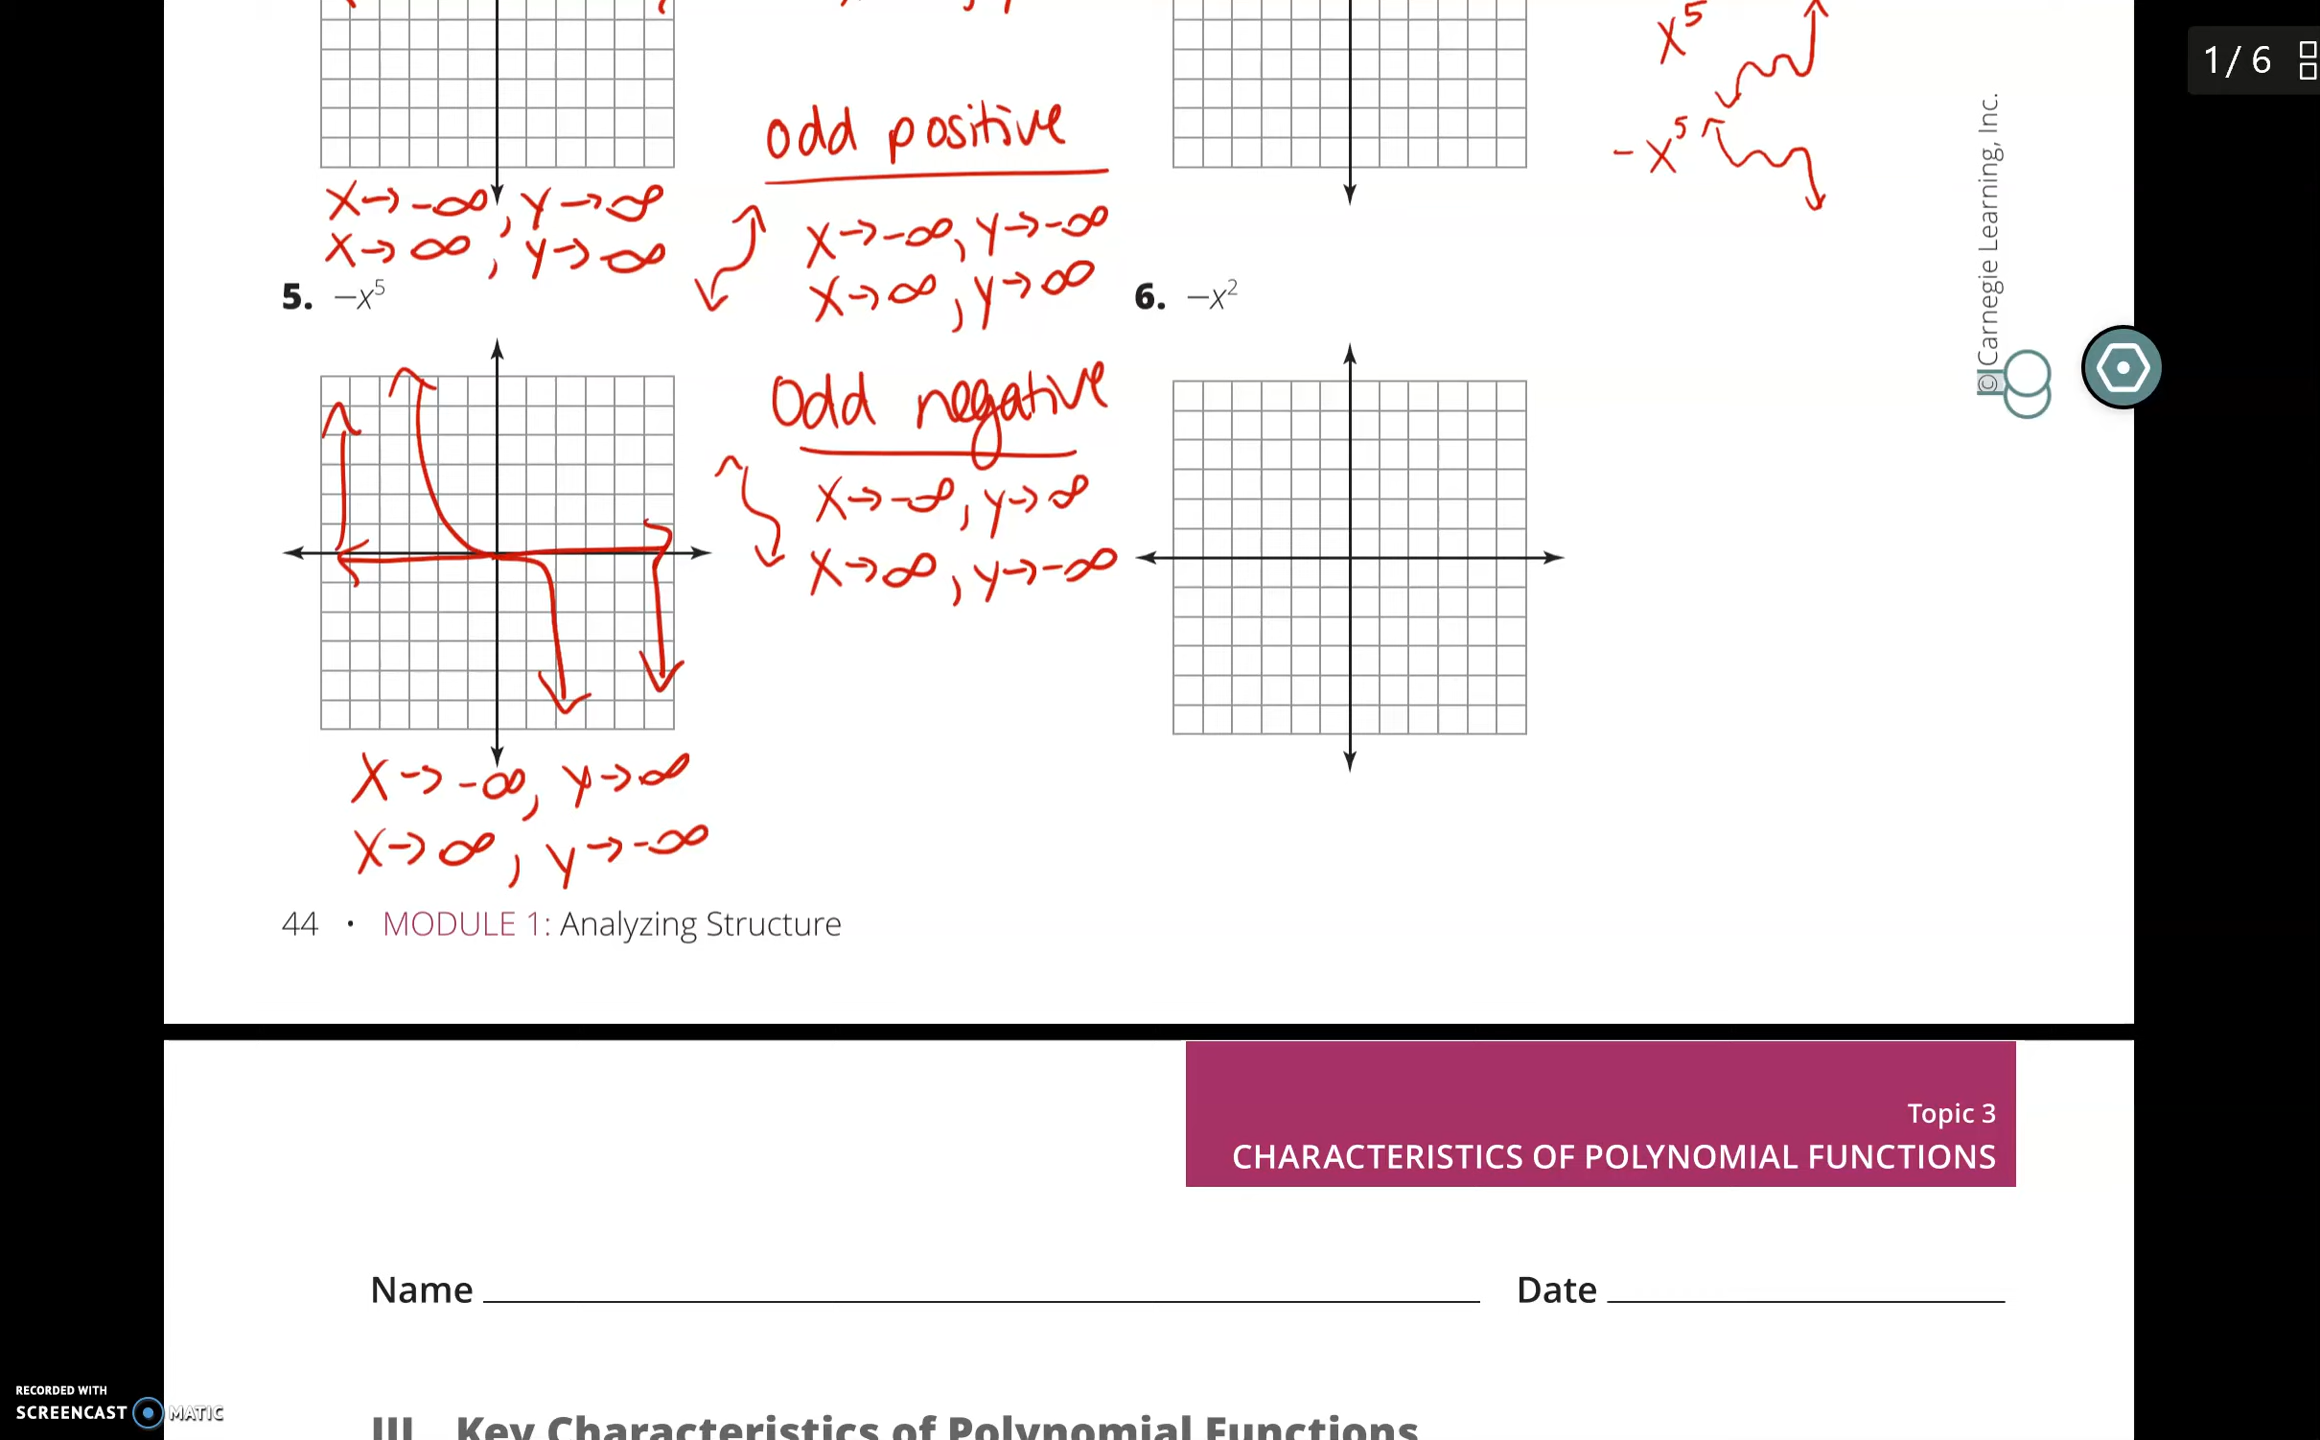 x⁵
1 / 6
odd positive
-x⁵
©Carnegie Learning, Inc.
x→-∞, y→∞
x→∞, y→∞
x→-∞, y→-∞
x→∞, y→∞
5. –x⁵
6. –x²
odd negative
x→-∞, y→∞
x→∞, y→-∞
x→-∞, y→∞
x→∞, y→-∞
44 • MODULE 1: Analyzing Structure
Topic 3
CHARACTERISTICS OF POLYNOMIAL FUNCTIONS
Name
Date
RECORDED WITH
SCREENCAST MATIC
III. Key Characteristics of Polynomial Functions